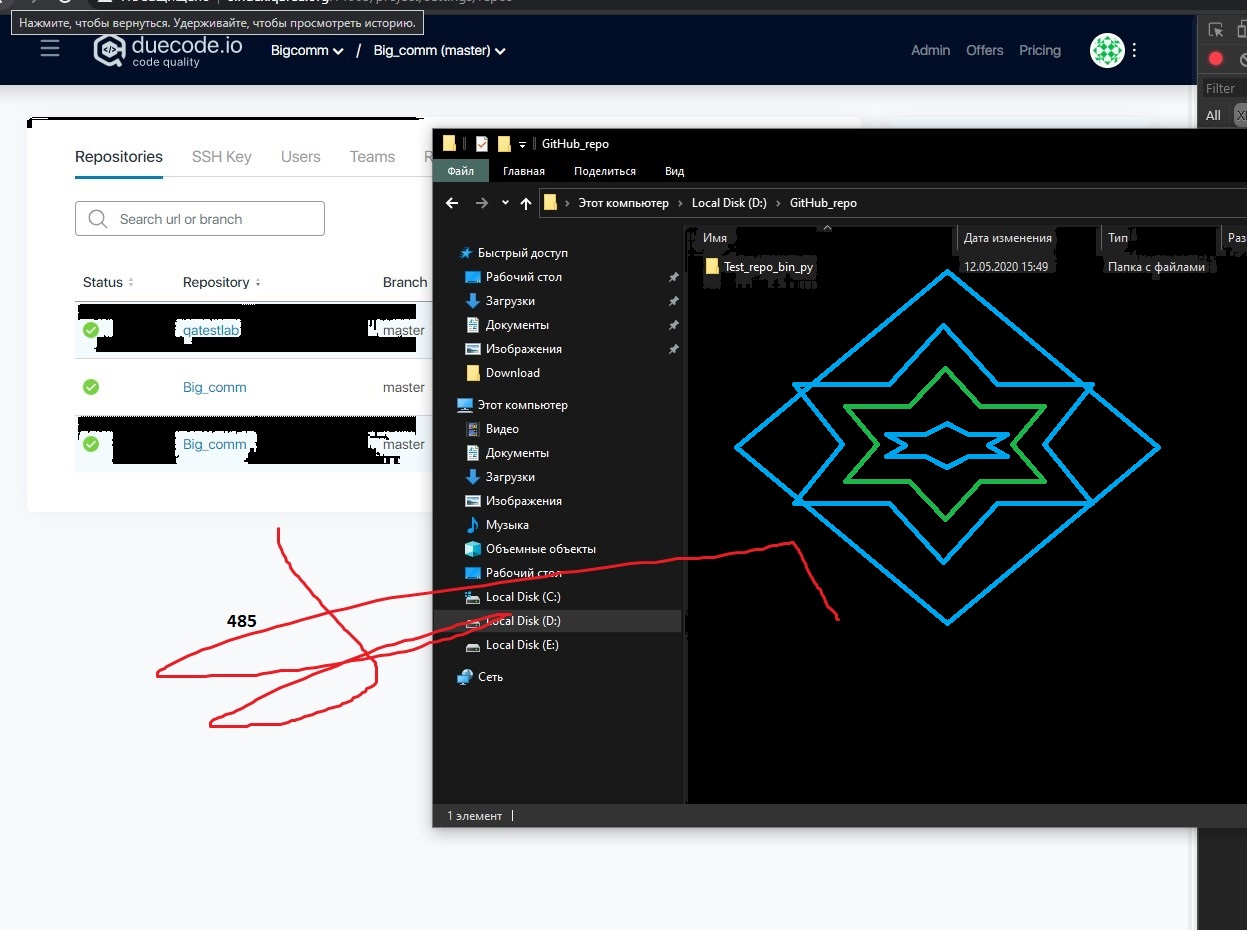 Нажмите, чтобы вернуться. Удерживайте, чтобы просмотреть историю.
duecode.io
code quality
Bigcomm / Big_comm (master)
Admin Offers Pricing
Filter
All
Repositories SSH Key Users Teams
Search url or branch
Status Repository Branch
qatestlab master
Big_comm master
Big_comm master
485
GitHub_repo
Файл Главная Поделиться Вид
Этот компьютер Local Disk (D:) GitHub_repo
Имя Дата изменения Тип Раз
Test_repo_bin_py 12.05.2020 15:49 Папка с файлами
Быстрый доступ
Рабочий стол
Загрузки
Документы
Изображения
Download
Этот компьютер
Видео
Документы
Загрузки
Изображения
Музыка
Объемные объекты
Рабочий стол
Local Disk (C:)
Local Disk (D:)
Local Disk (E:)
Сеть
1 элемент